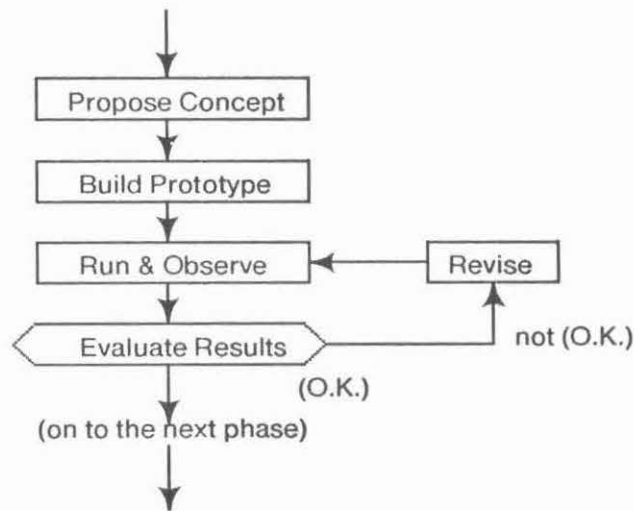 Propose Concept
Build Prototype
Run & Observe
Revise
Evaluate Results
not (O.K.)
(O.K.)
(on to the next phase)